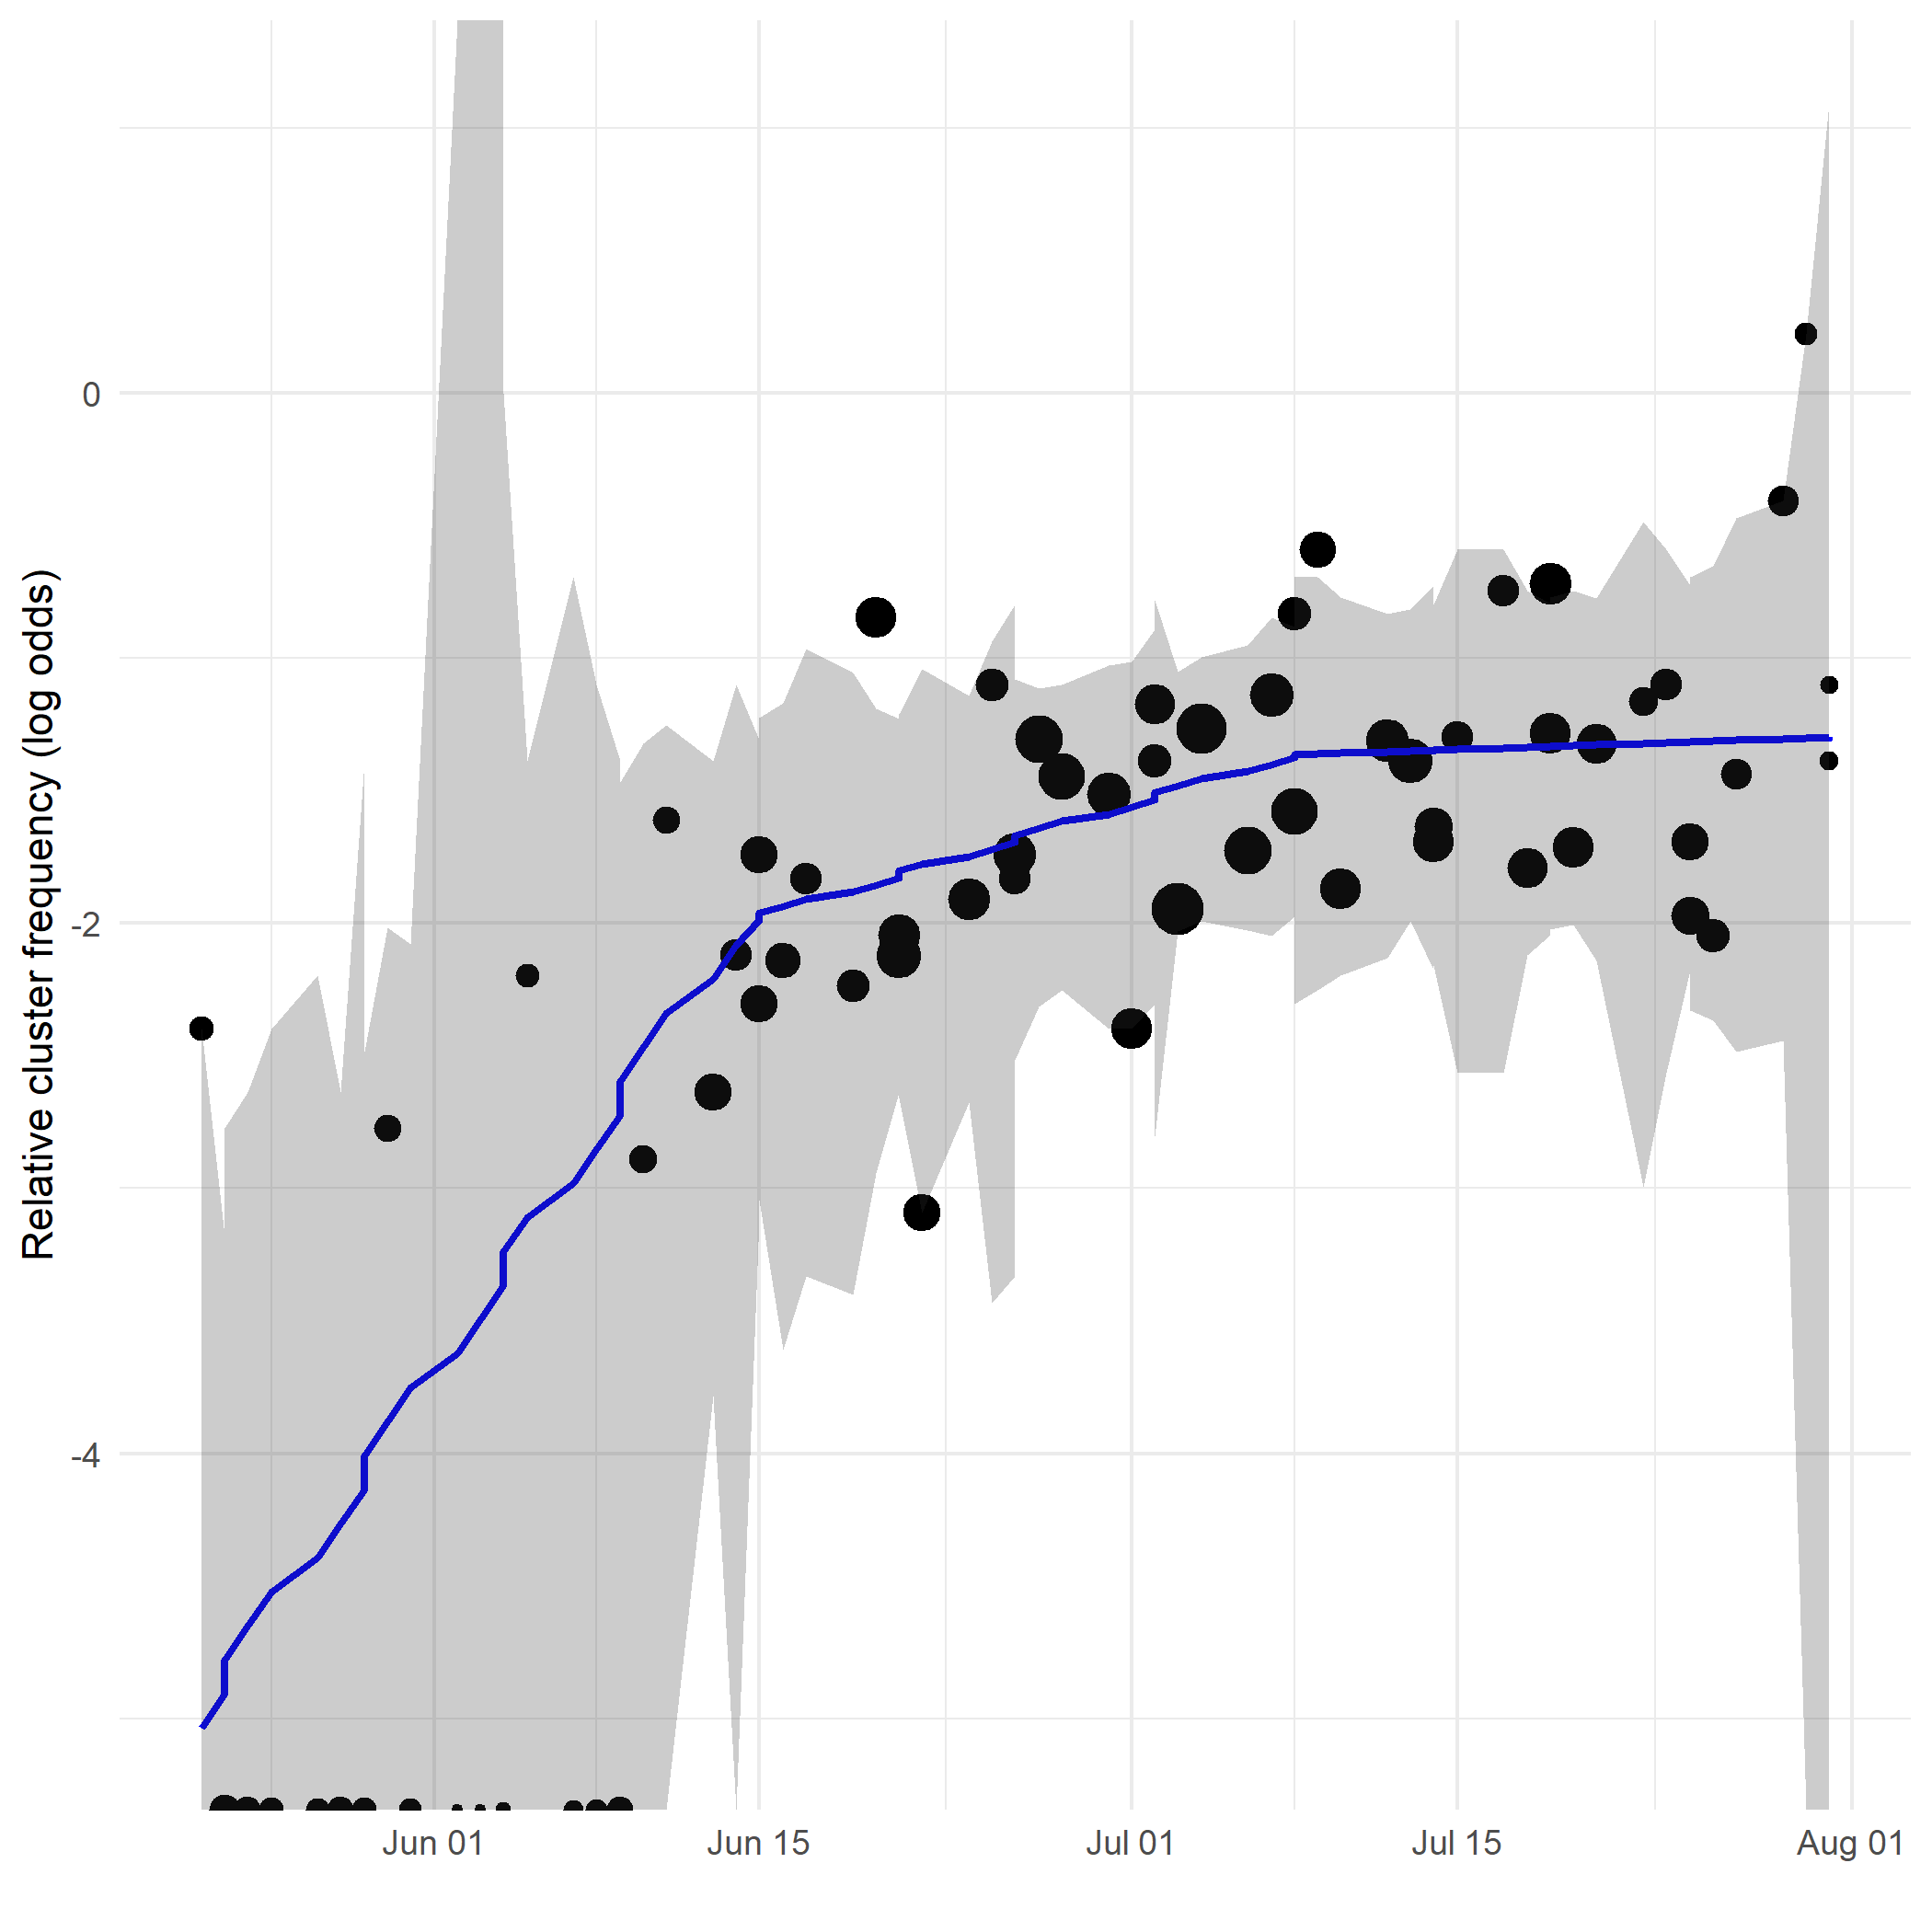 Relative cluster frequency (log odds)
0
-2
-4
Jun 01
Jun 15
Jul 01
Jul 15
Aug 01